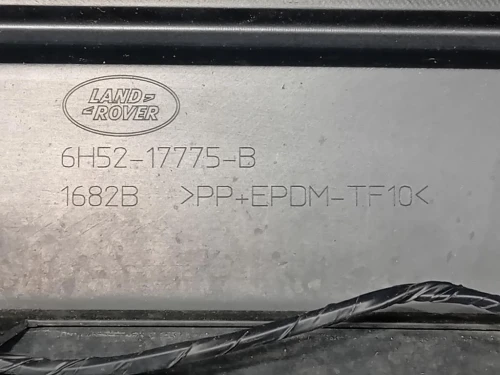 LAND
ROVER
6H52-17775-B
1682B >PP+EPDM-TF10<